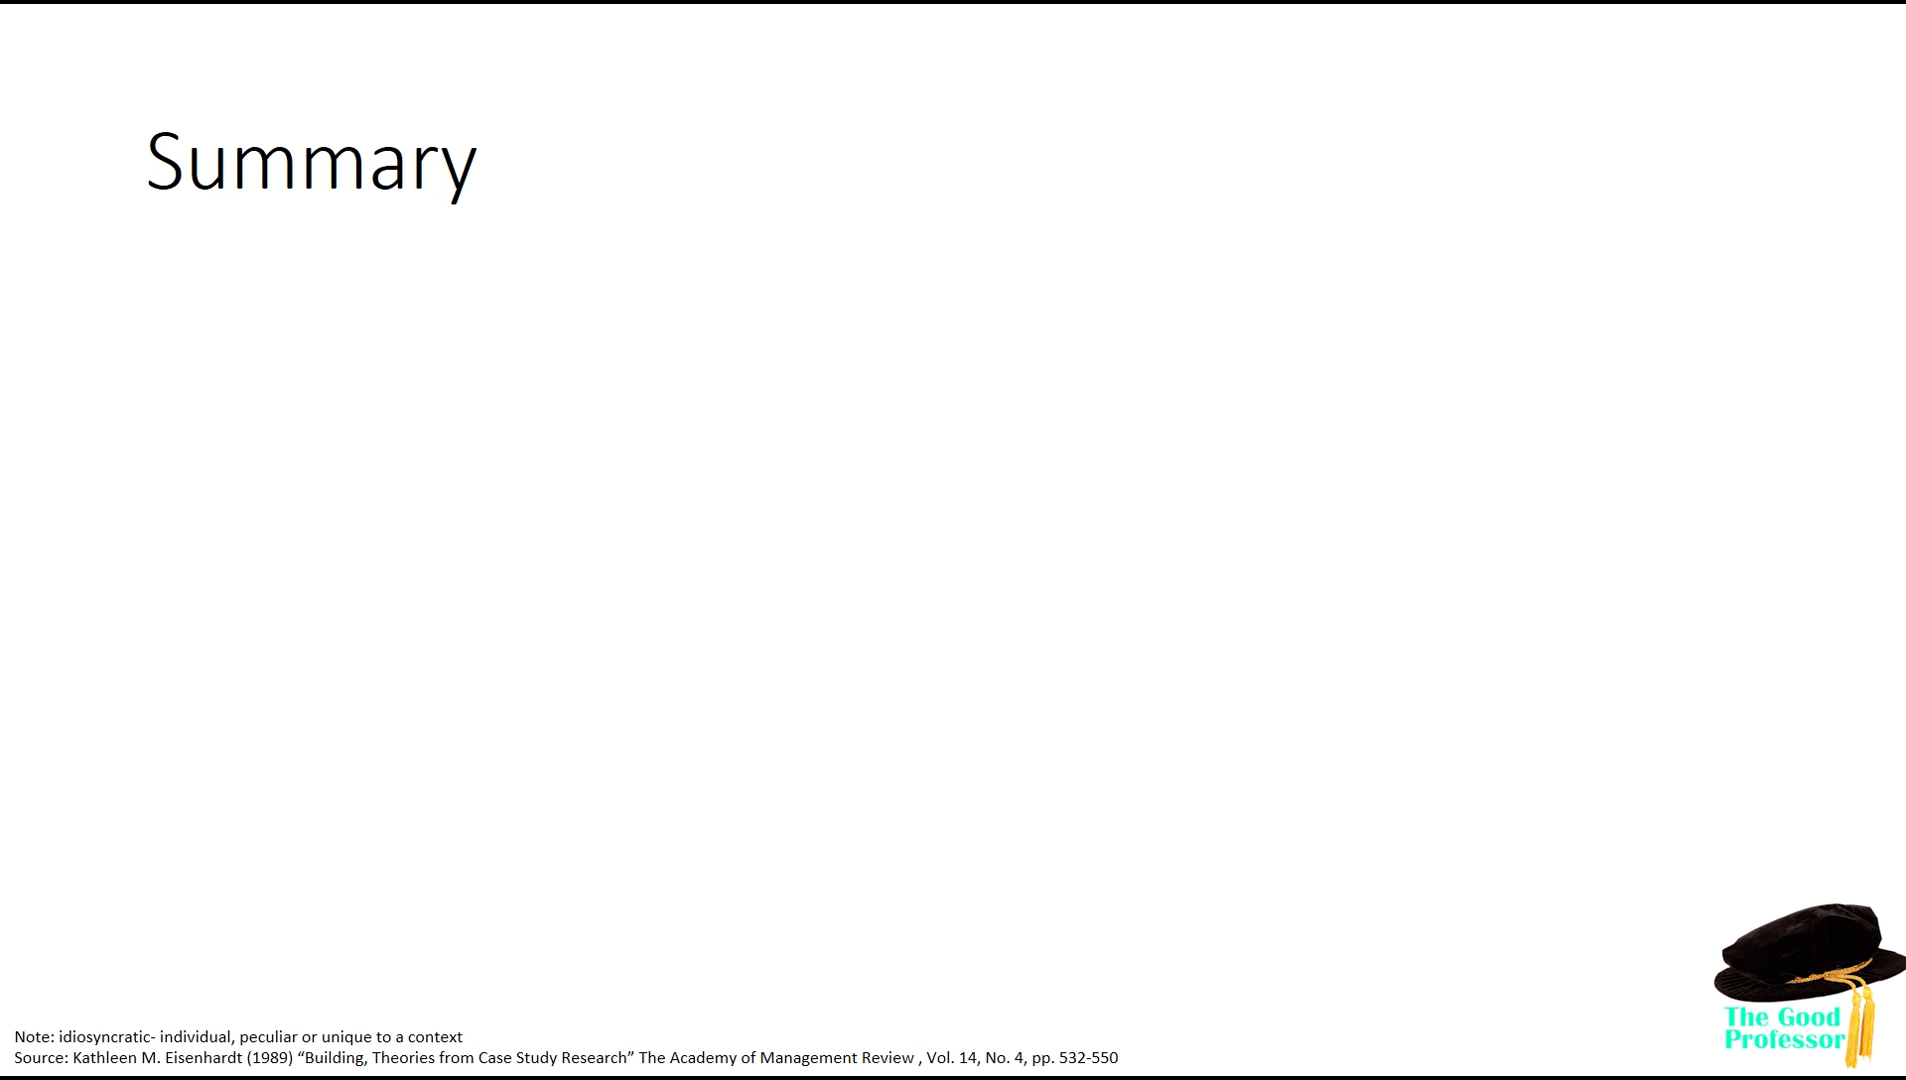 Summary
Note: idiosyncratic- individual, peculiar or unique to a context
Source: Kathleen M. Eisenhardt (1989) “Building, Theories from Case Study Research” The Academy of Management Review , Vol. 14, No. 4, pp. 532-550
The Good
Professor